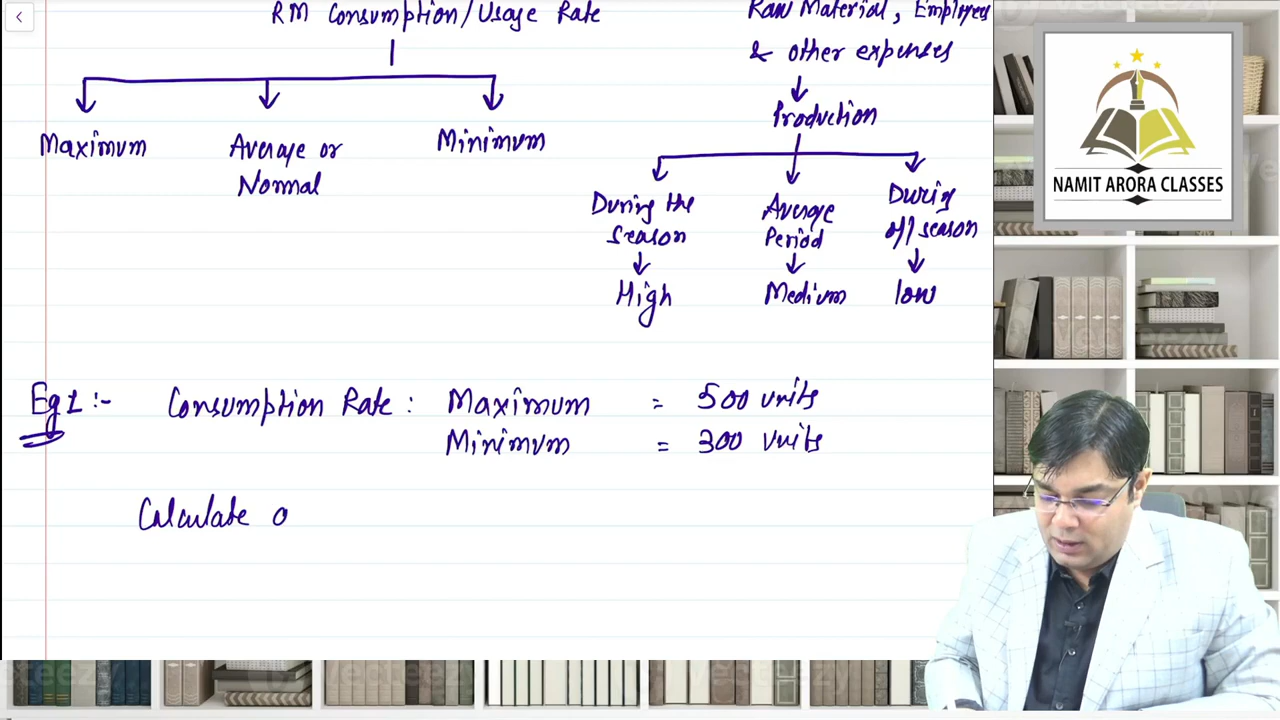 RM Consumption/Usage Rate
Maximum
Average or
Normal
Minimum
Raw Material, Employees
& other expenses
Production
During the
Season
High
Average
Period
Medium
During
off season
low
Eg 1 :- Consumption Rate : Maximum = 500 units
Minimum = 300 units
Calculate a
NAMIT ARORA CLASSES
vecteezy